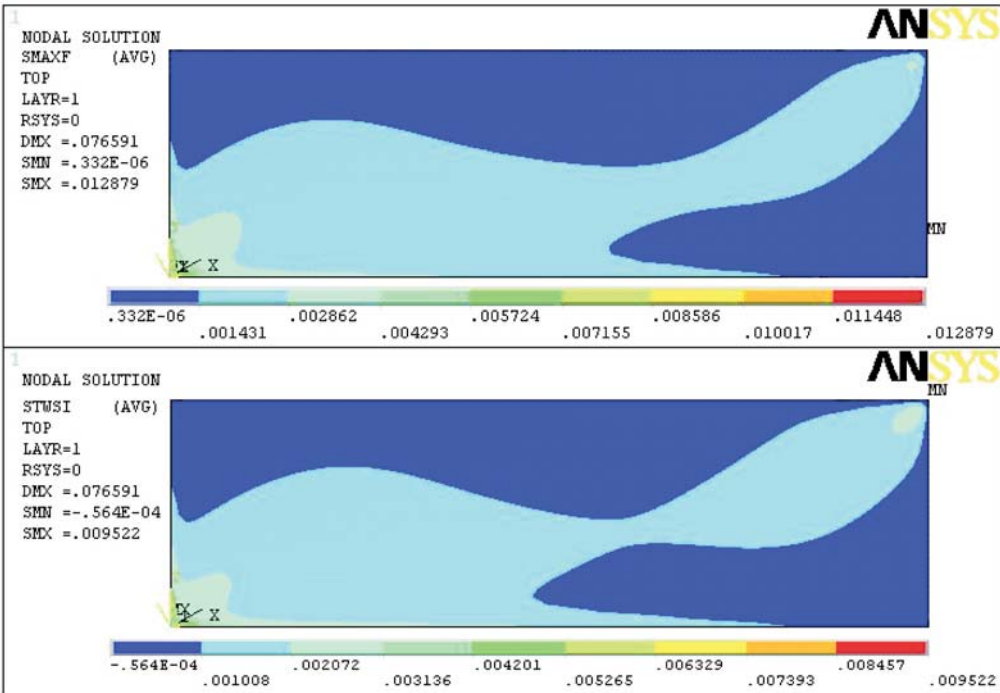 1
ANSYS
NODAL SOLUTION
SMAXF (AVG)
TOP
LAYR=1
RSYS=0
DMX =.076591
SMN =.332E-06
SMX =.012879
MN
X
.332E-06 .002862 .005724 .008586 .011448
.001431 .004293 .007155 .010017 .012879
1
ANSYS
MN
NODAL SOLUTION
STWSI (AVG)
TOP
LAYR=1
RSYS=0
DMX =.076591
SMN =-.564E-04
SMX =.009522
X
-.564E-04 .002072 .004201 .006329 .008457
.001008 .003136 .005265 .007393 .009522